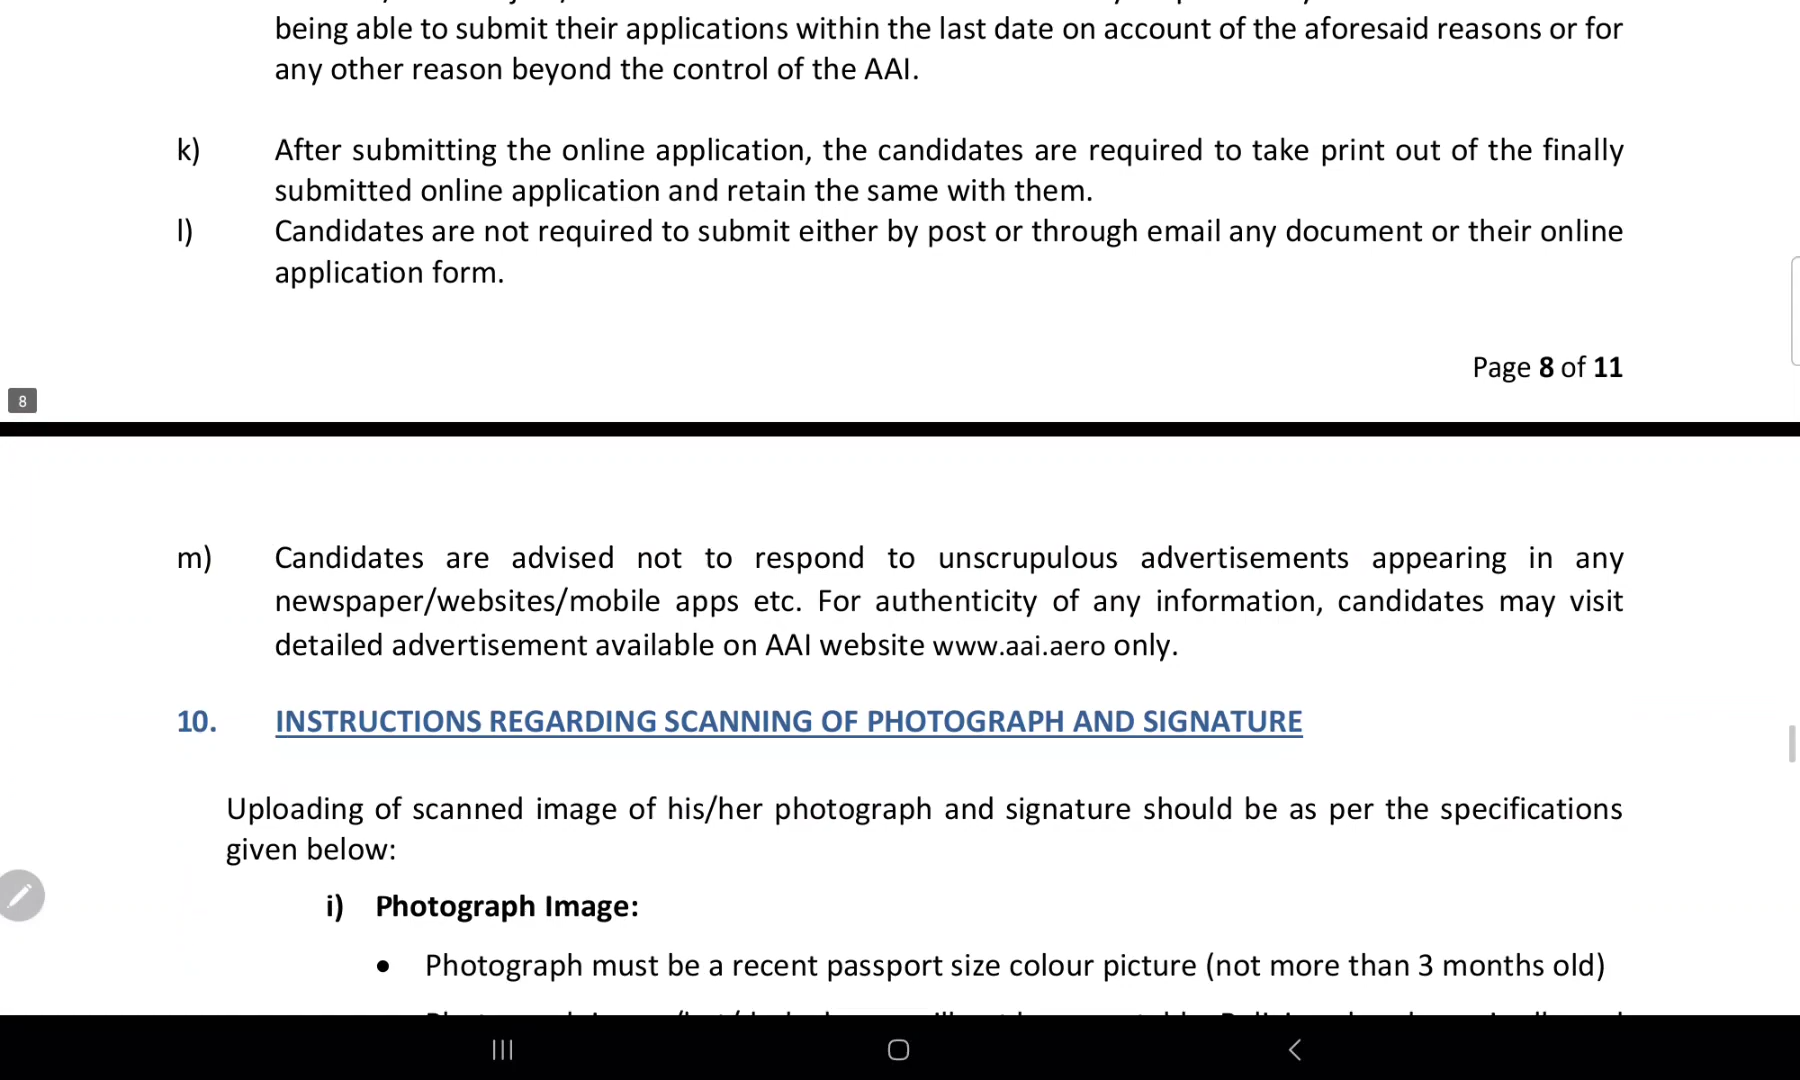 being able to submit their applications within the last date on account of the aforesaid reasons or for
any other reason beyond the control of the AAI.
k) After submitting the online application, the candidates are required to take print out of the finally
submitted online application and retain the same with them.
l) Candidates are not required to submit either by post or through email any document or their online
application form.
Page 8 of 11
8
m) Candidates are advised not to respond to unscrupulous advertisements appearing in any
newspaper/websites/mobile apps etc. For authenticity of any information, candidates may visit
detailed advertisement available on AAI website www.aai.aero only.
10. INSTRUCTIONS REGARDING SCANNING OF PHOTOGRAPH AND SIGNATURE
Uploading of scanned image of his/her photograph and signature should be as per the specifications
given below:
i) Photograph Image:
• Photograph must be a recent passport size colour picture (not more than 3 months old)